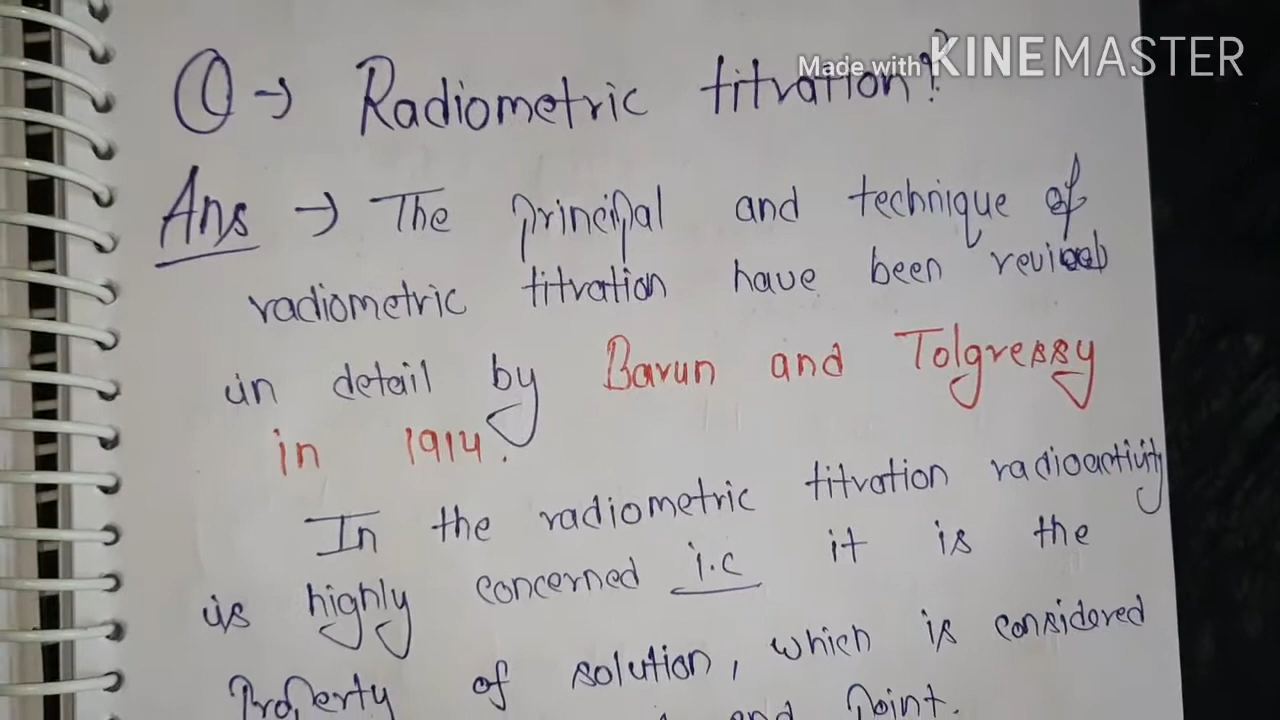 Made with KINEMASTER
Q → Radiometric titration?
Ans → The principal and technique of
radiometric titration have been
in detail by Barun and Tolgressy
in 1914.
In the radiometric titration radioactivity
is highly concerned i.e it is the
Property of solution, which is considered
end point.